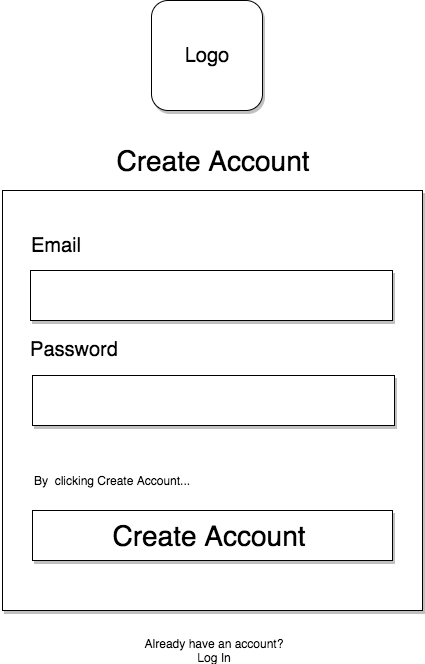 Logo
Create Account
Email
Password
By  clicking Create Account...
Create Account
Already have an account?
Log In